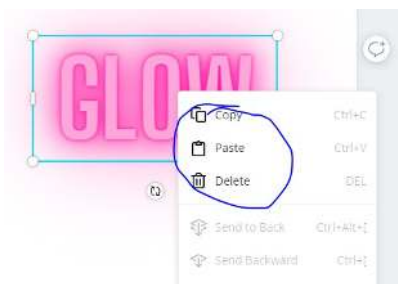 GLOW
Copy Ctrl+C
Paste Ctrl+V
Delete DEL
Send to Back Ctrl+Alt+[
Send Backward Ctrl+[